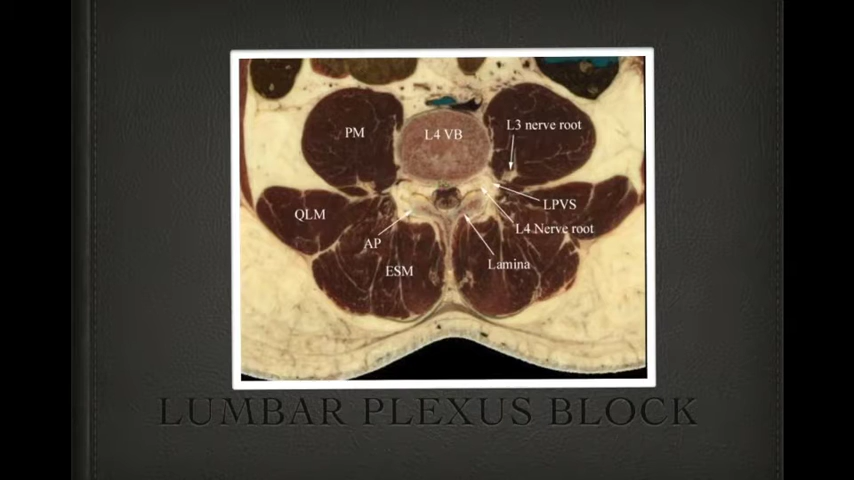 L3 nerve root
PM
L4 VB
LPVS
QLM
L4 Nerve root
AP
Lamina
ESM
LUMBAR PLEXUS BLOCK